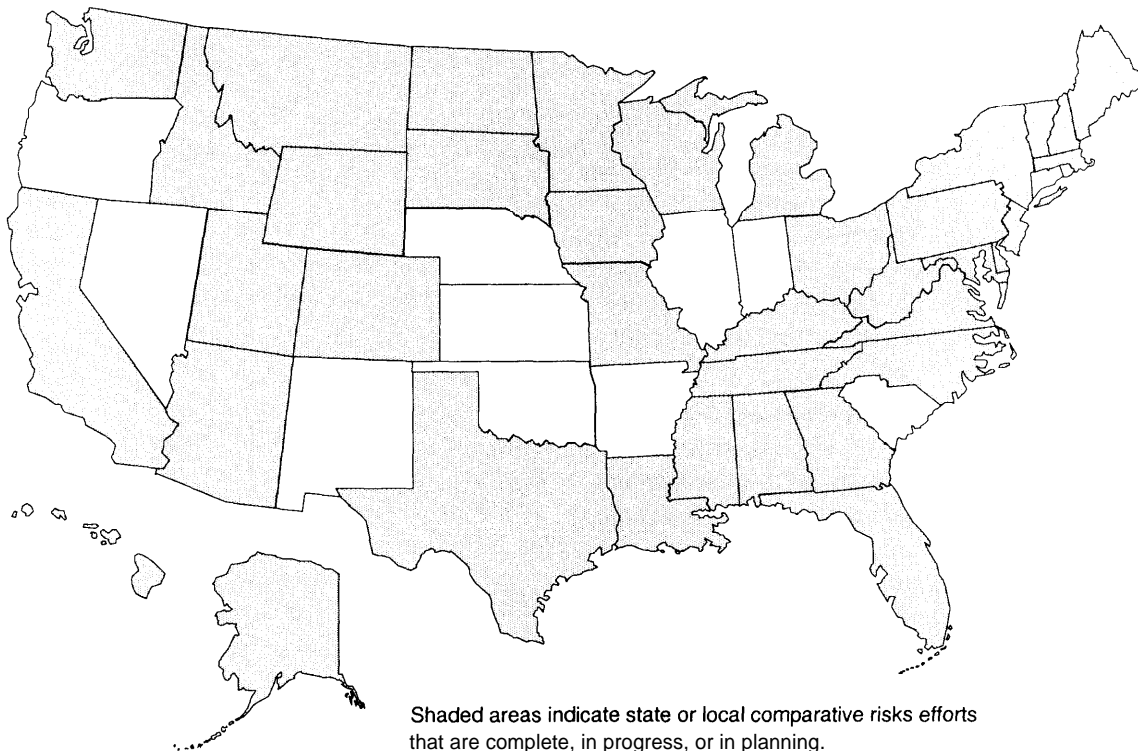 Shaded areas indicate state or local comparative risks efforts
that are complete, in progress, or in planning.